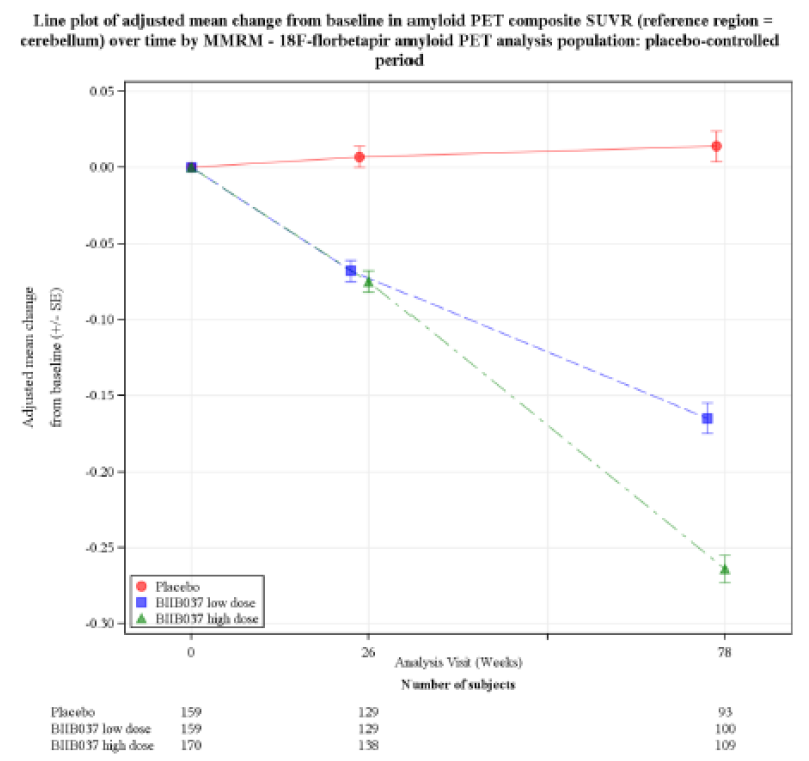 Line plot of adjusted mean change from baseline in amyloid PET composite SUVR (reference region =
cerebellum) over time by MMRM - 18F-florbetapir amyloid PET analysis population: placebo-controlled
period
0.05
0.00
-0.05
-0.10
-0.15
-0.20
-0.25
-0.30
Adjusted mean change
from baseline (+/- SE)
Placebo
BIIB037 low dose
BIIB037 high dose
0 26 78
Analysis Visit (Weeks)
Number of subjects
Placebo 159 129 93
BIIB037 low dose 159 129 100
BIIB037 high dose 170 138 109